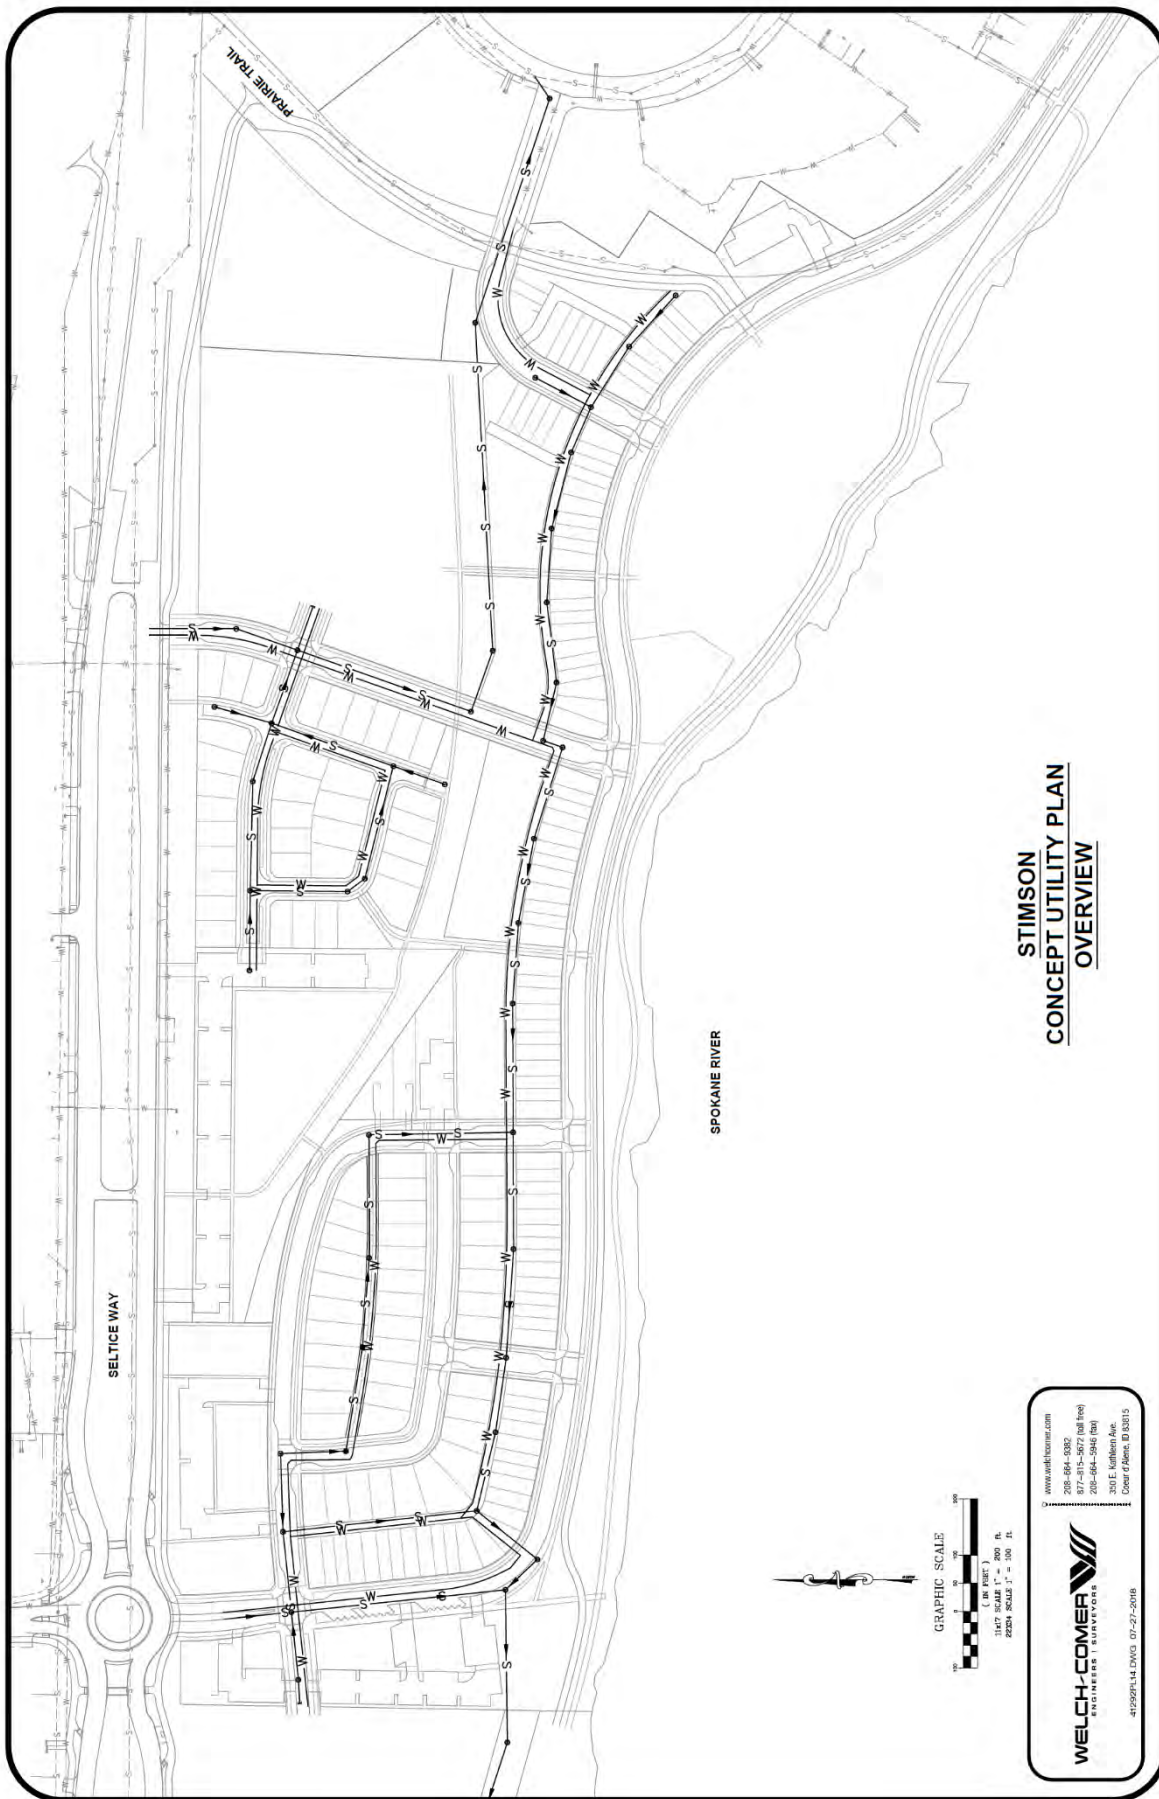 PRAIRIE TRAIL
SELTICE WAY
SPOKANE RIVER
STIMSON
CONCEPT UTILITY PLAN
OVERVIEW
GRAPHIC SCALE
( IN FEET )
11x17 SCALE 1" = 200 ft.
22X34 SCALE 1" = 100 ft.
WELCH-COMER
ENGINEERS | SURVEYORS
www.welchcomer.com
208-664-9382
877-815-5672 (toll free)
208-664-5946 (fax)
350 E. Kathleen Ave.
Coeur d'Alene, ID 83815
41292PL14.DWG 07-27-2018